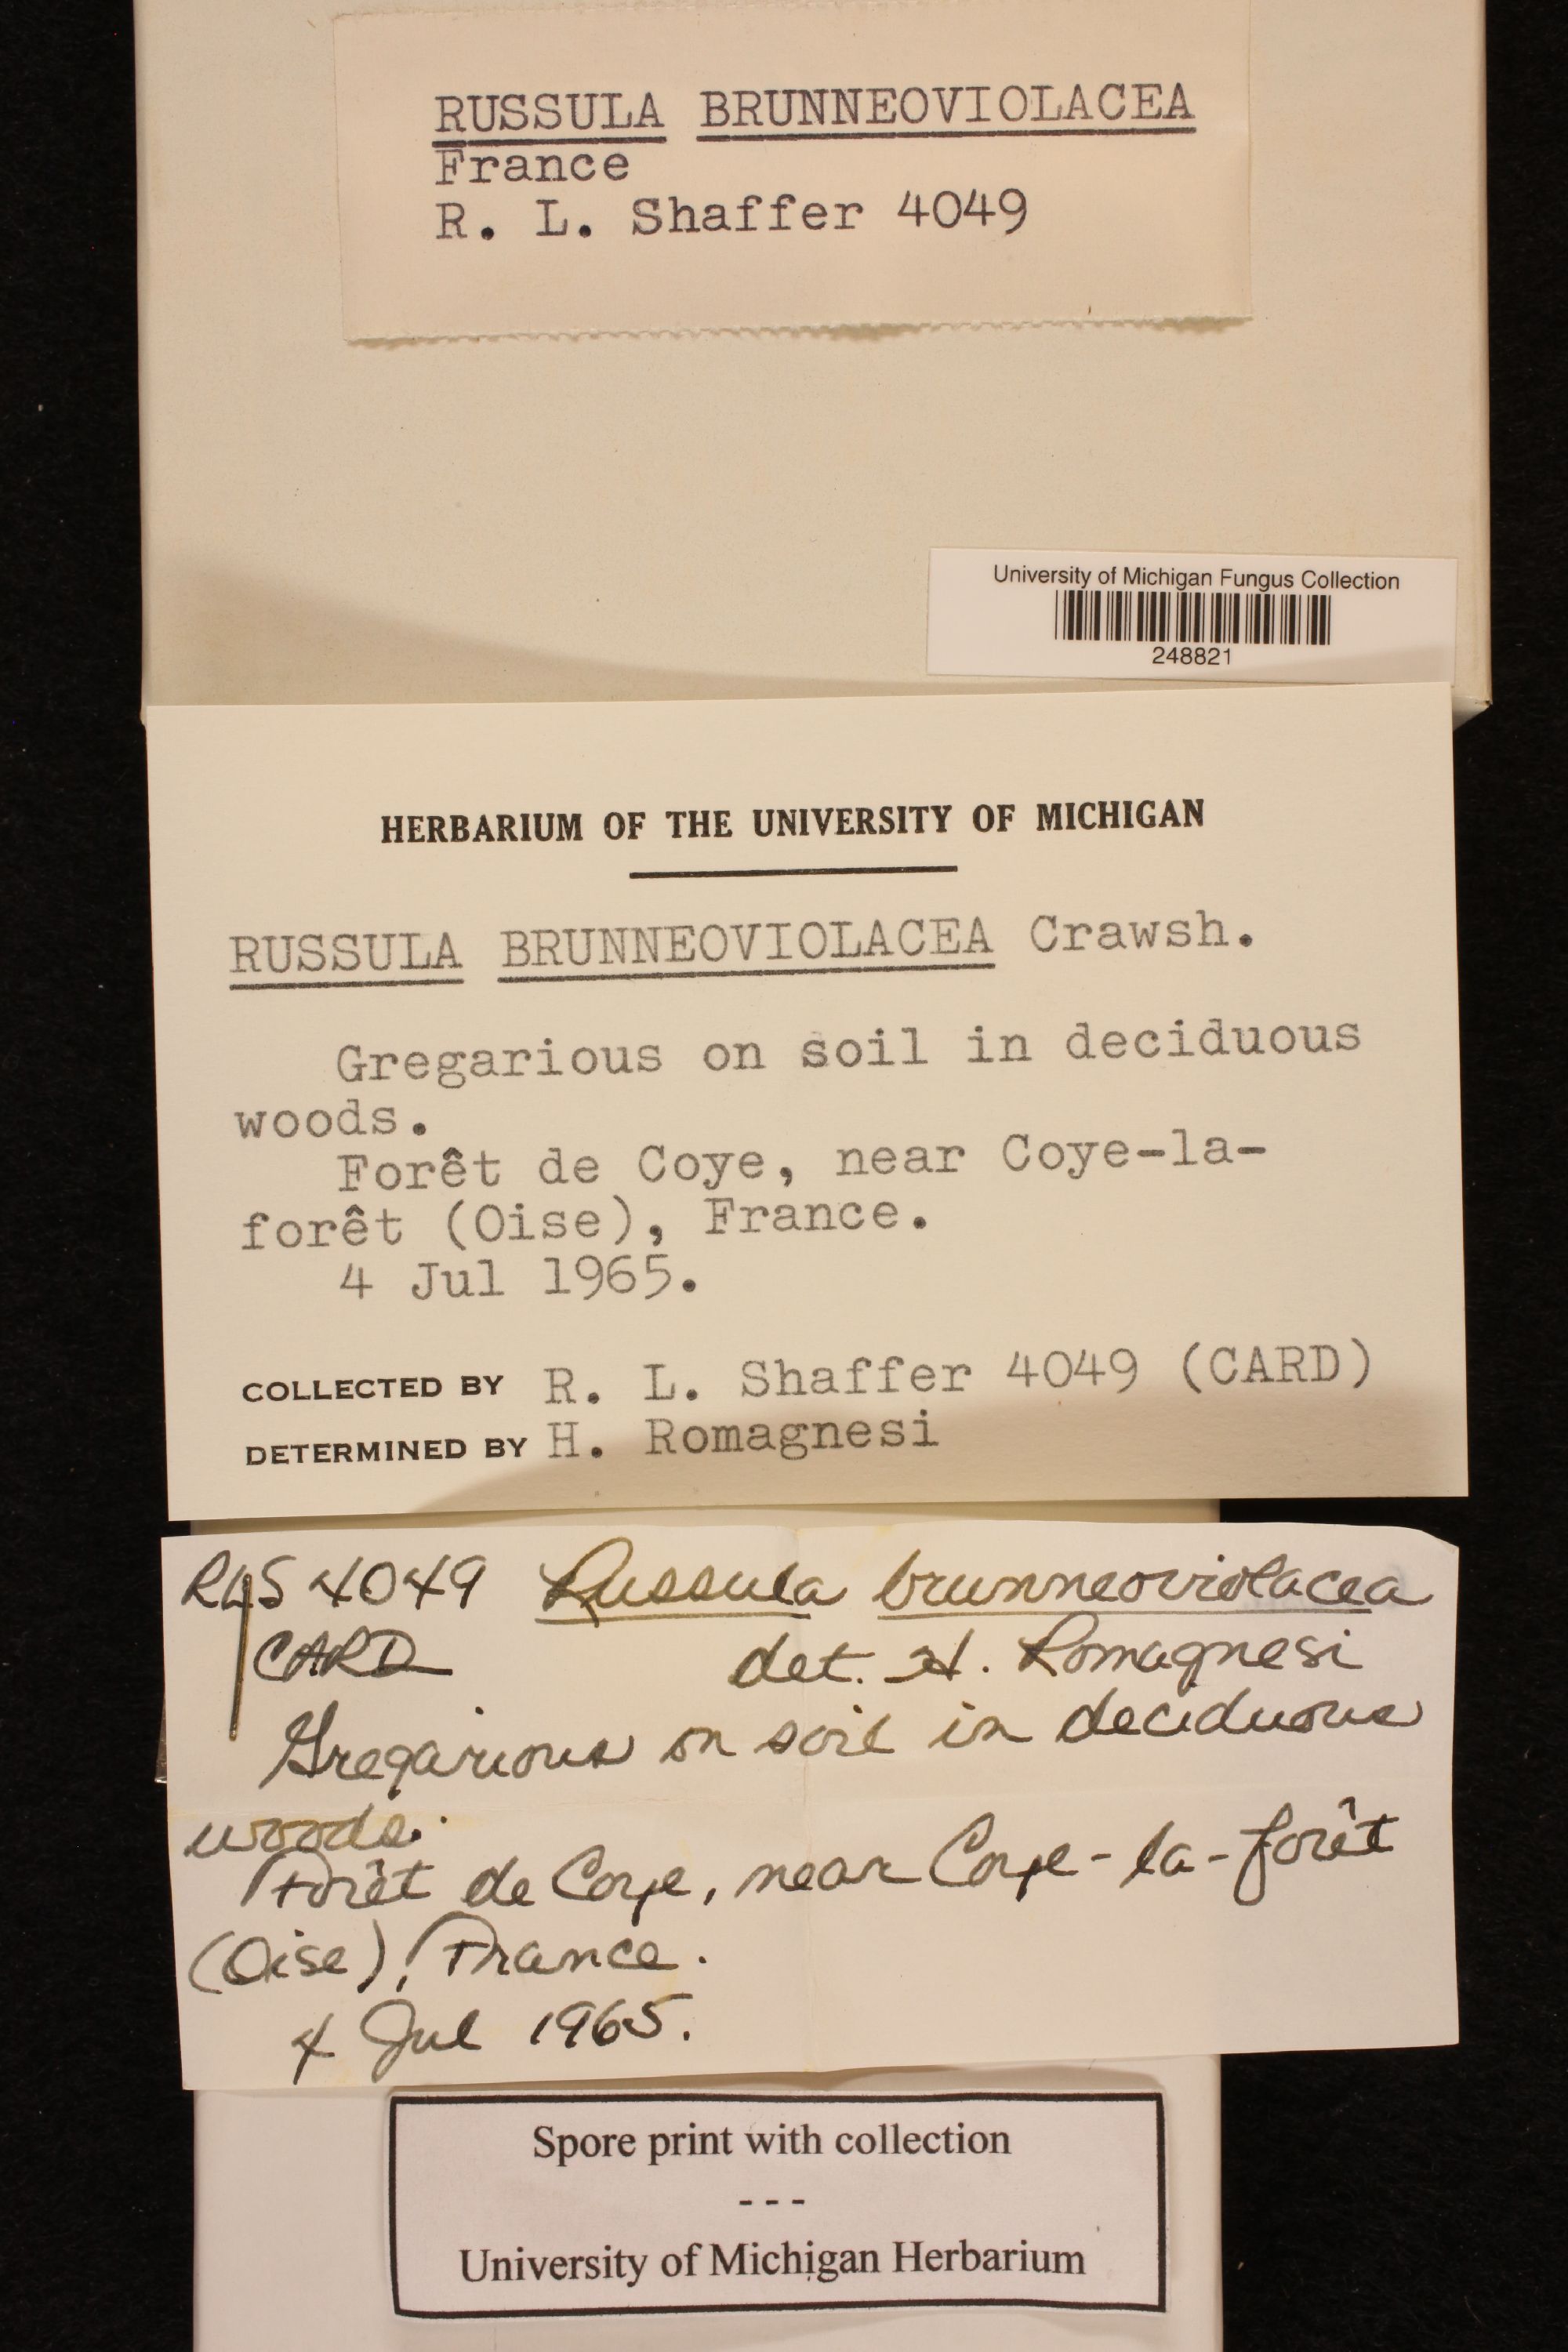 RUSSULA BRUNNEOVIOLACEA
France
R. L. Shaffer 4049
University of Michigan Fungus Collection
248821
HERBARIUM OF THE UNIVERSITY OF MICHIGAN
RUSSULA BRUNNEOVIOLACEA Crawsh.
Gregarious on soil in deciduous
woods.
Forêt de Coye, near Coye-la-
forêt (Oise), France.
4 Jul 1965.
COLLECTED BY R. L. Shaffer 4049 (CARD)
DETERMINED BY H. Romagnesi
RLS 4049 Russula brunneoviolacea
CARD det. H. Romagnesi
Gregarious on soil in deciduous
woods.
Forêt de Coye, near Coye-la-forêt
(Oise), France.
4 Jul 1965.
Spore print with collection
---
University of Michigan Herbarium